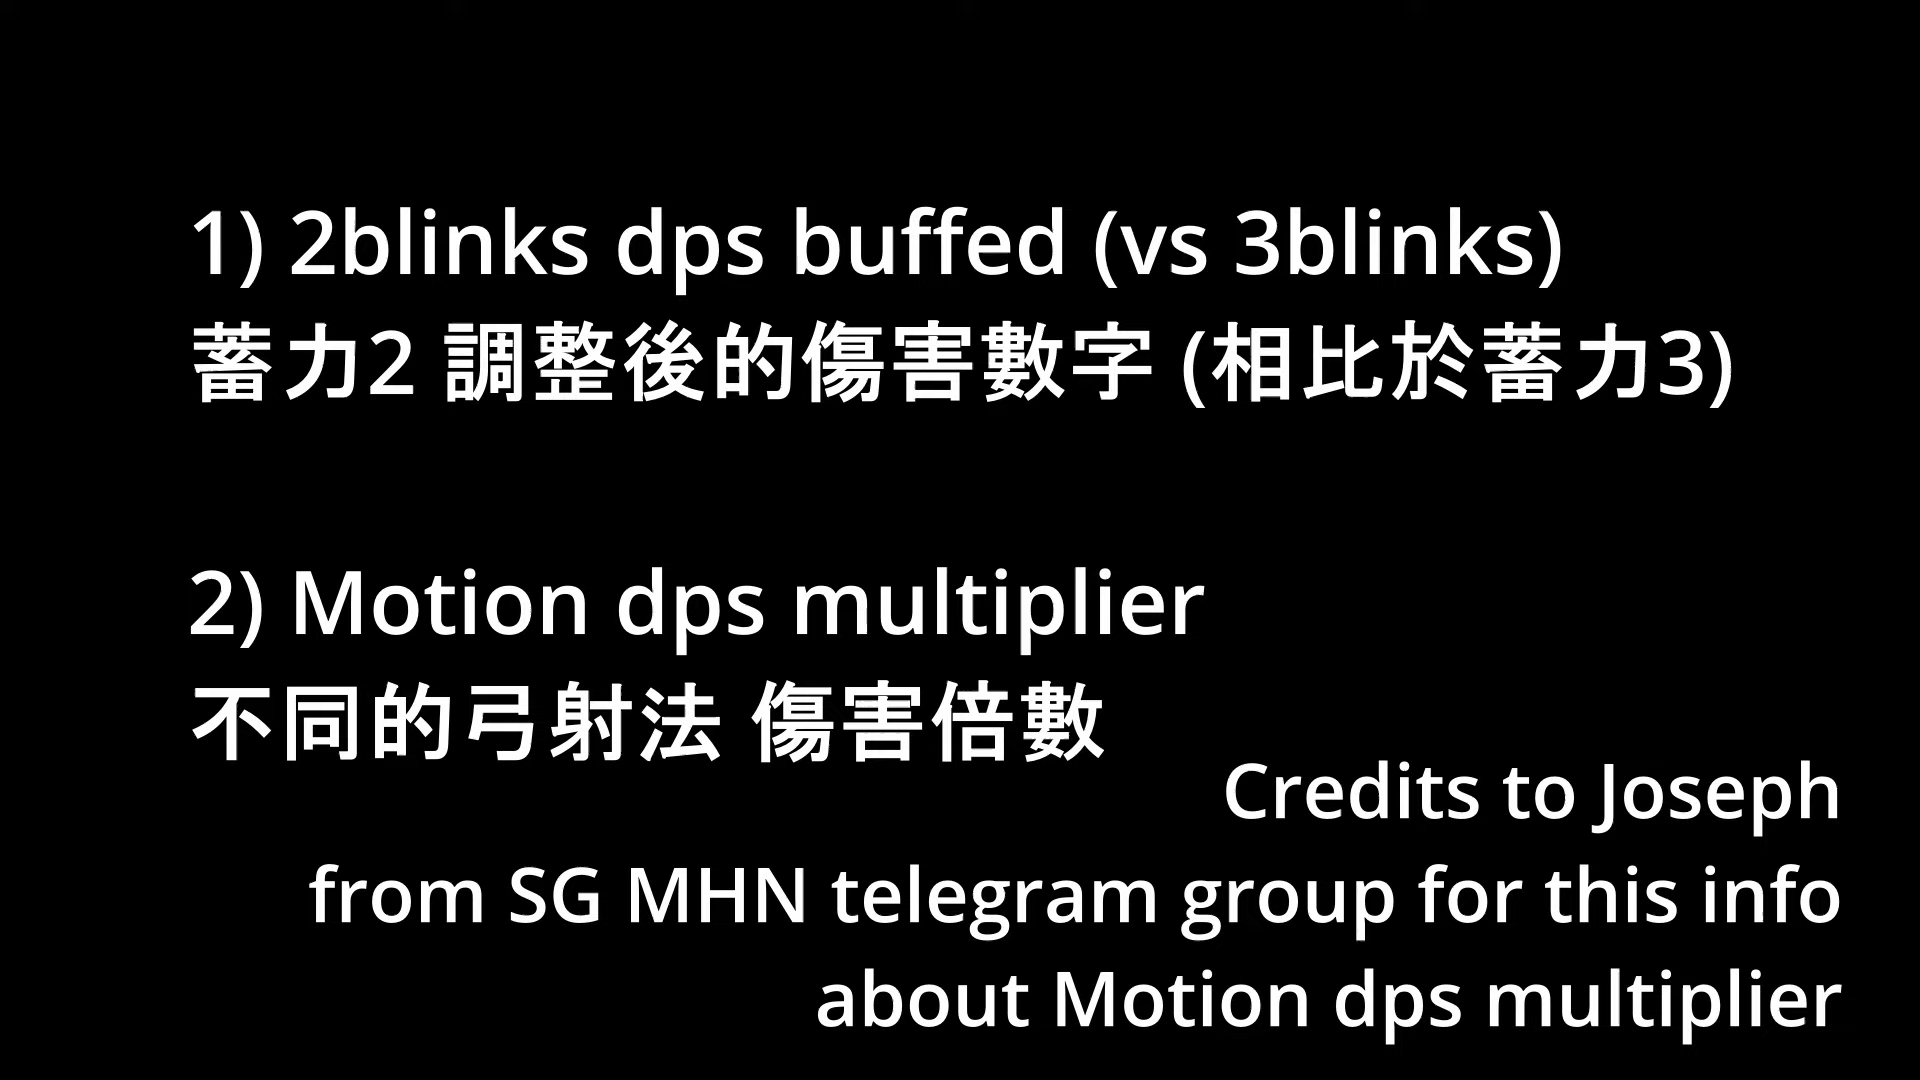 1) 2blinks dps buffed (vs 3blinks)
蓄力2 調整後的傷害數字 (相比於蓄力3)
2) Motion dps multiplier
不同的弓射法 傷害倍數
Credits to Joseph
from SG MHN telegram group for this info
about Motion dps multiplier